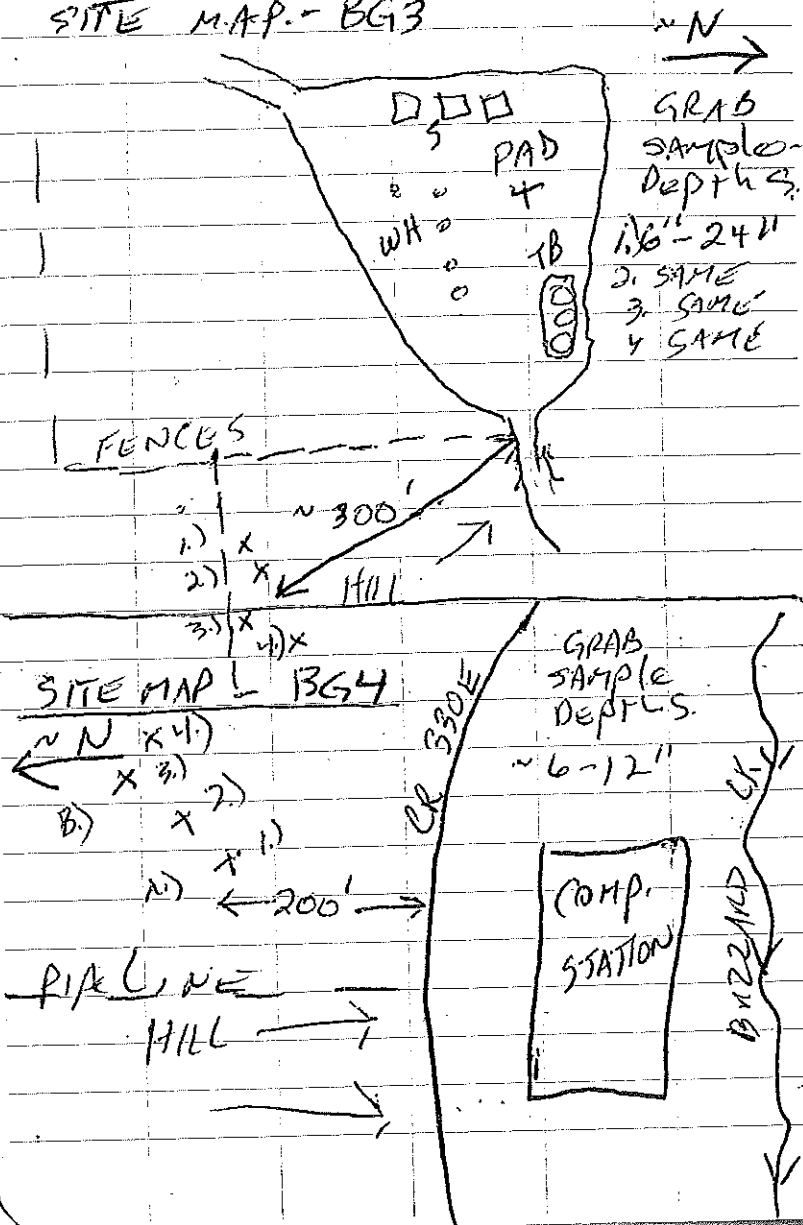 SITE MAP - BG3
~ N
GRAB
SAmple
Depths.
1.) 6" - 24"
2. SAME
3. SAME
4 SAME
5
PAD
4
WH
TB
FENCES
~ 300'
HILL
1.) x
2.) x
3.) x
4.) x
SITE MAP - BG4
~ N
x 4.)
x 3.)
B.) x 2.)
x 1.)
A.)
200'
CR 330E
GRAB
SAMPlE
DEPTHS.
~ 6-12"
COMP.
STATION
BUZZARD CK.
PIPELINE
HILL